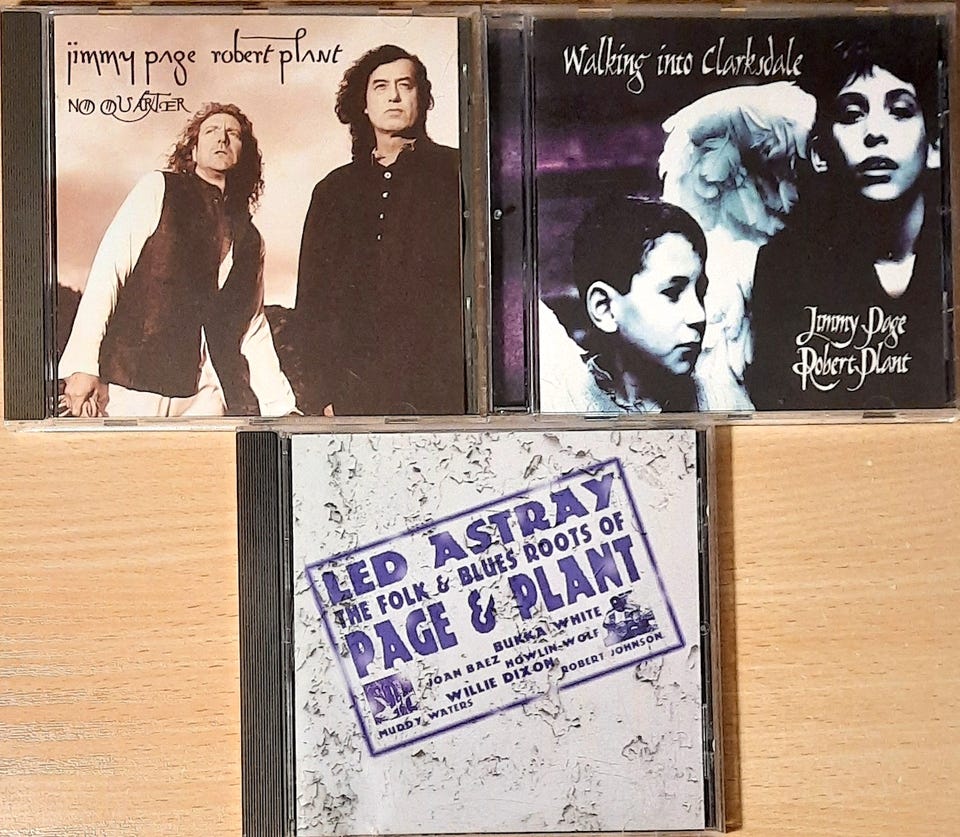 jimmy page robert plant
NO QUARTER
Walking into Clarksdale
Jimmy Page
Robert Plant
LED ASTRAY
THE FOLK & BLUES ROOTS OF
PAGE & PLANT
BUKKA WHITE
JOAN BAEZ HOWLIN WOLF
WILLIE DIXON ROBERT JOHNSON
MUDDY WATERS